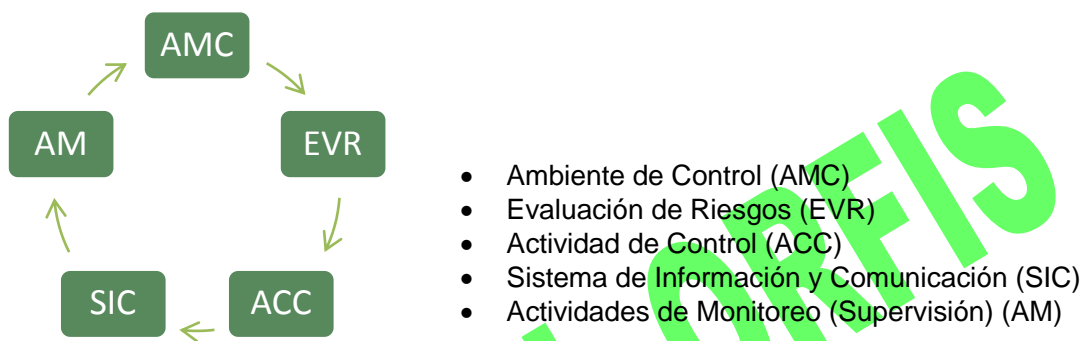 AMC
AM
EVR
SIC
ACC
• Ambiente de Control (AMC)
• Evaluación de Riesgos (EVR)
• Actividad de Control (ACC)
• Sistema de Información y Comunicación (SIC)
• Actividades de Monitoreo (Supervisión) (AM)
ORFIS